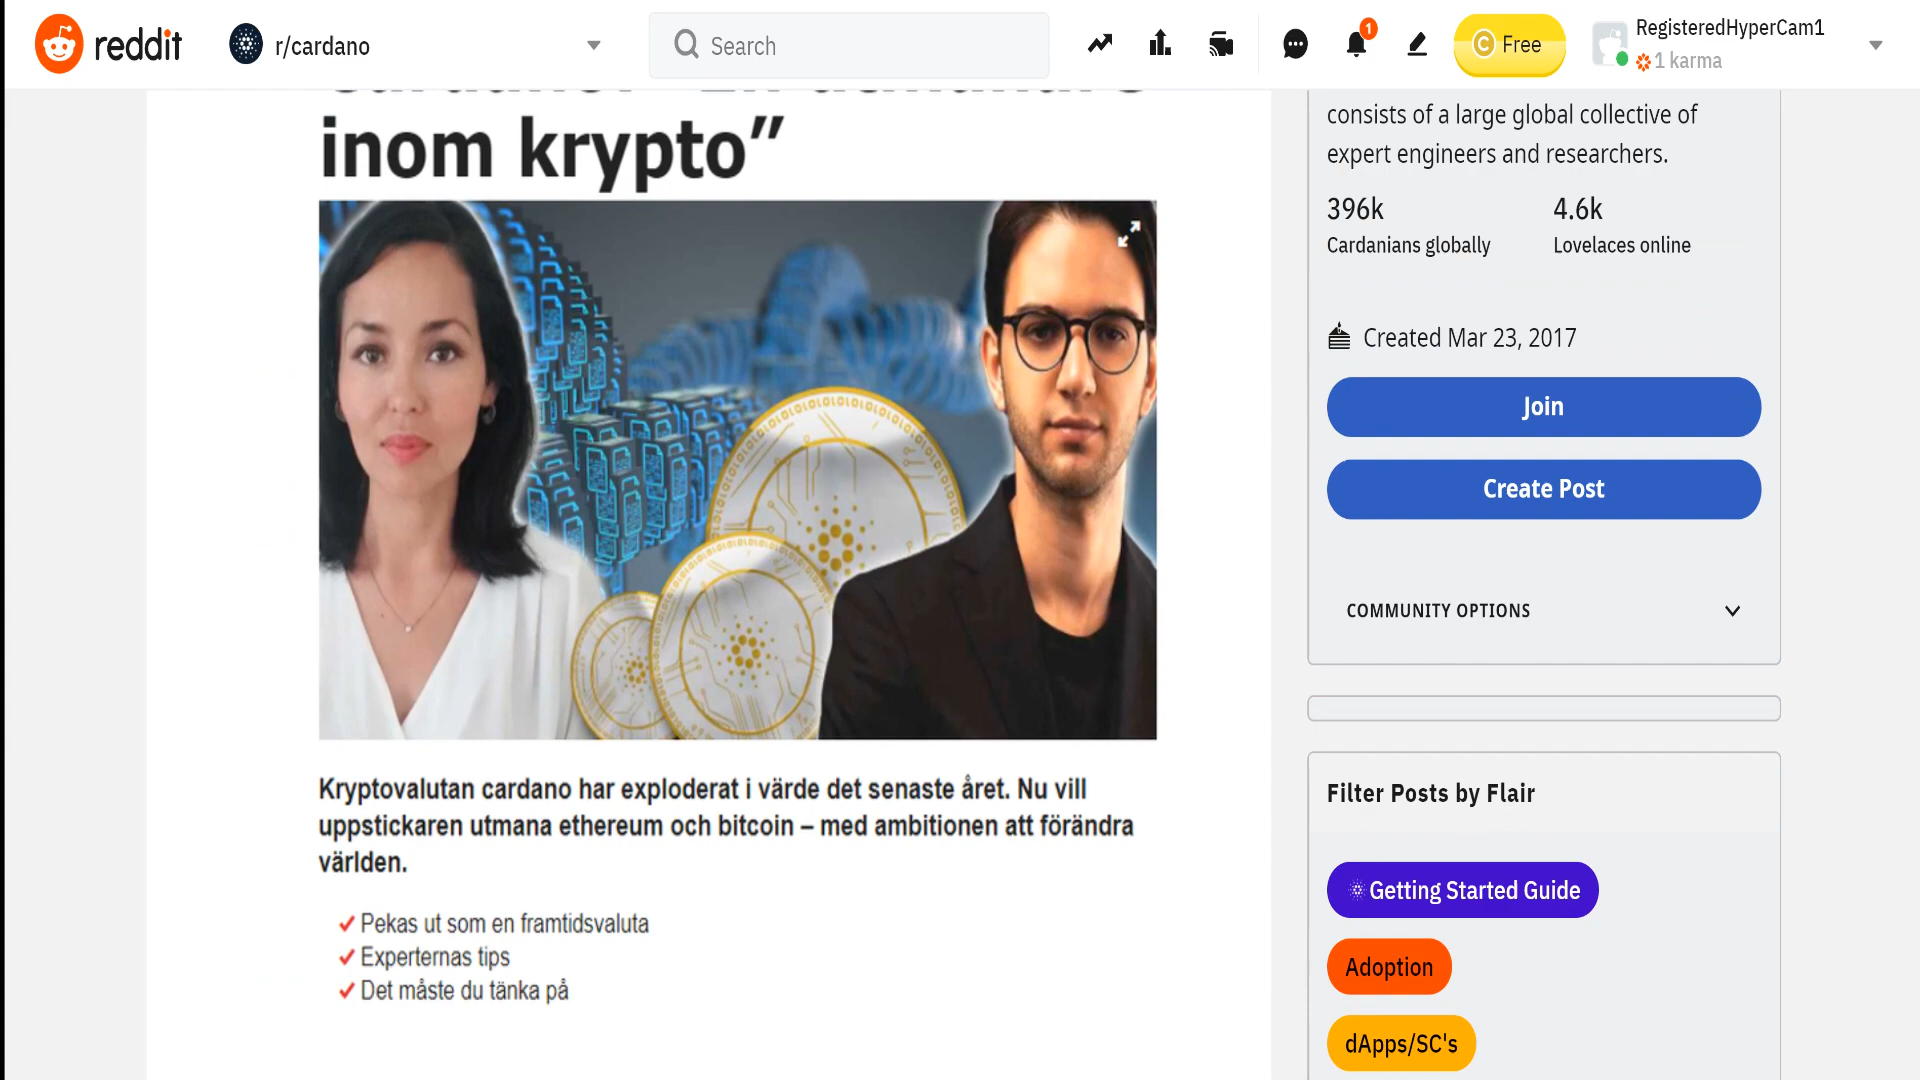 reddit
r/cardano
Search
1
Free
RegisteredHyperCam1
1 karma
inom krypto”
Kryptovalutan cardano har exploderat i värde det senaste året. Nu vill
uppstickaren utmana ethereum och bitcoin – med ambitionen att förändra
världen.
Pekas ut som en framtidsvaluta
Experternas tips
Det måste du tänka på
consists of a large global collective of
expert engineers and researchers.
396k
4.6k
Cardanians globally
Lovelaces online
Created Mar 23, 2017
Join
Create Post
COMMUNITY OPTIONS
Filter Posts by Flair
Getting Started Guide
Adoption
dApps/SC's